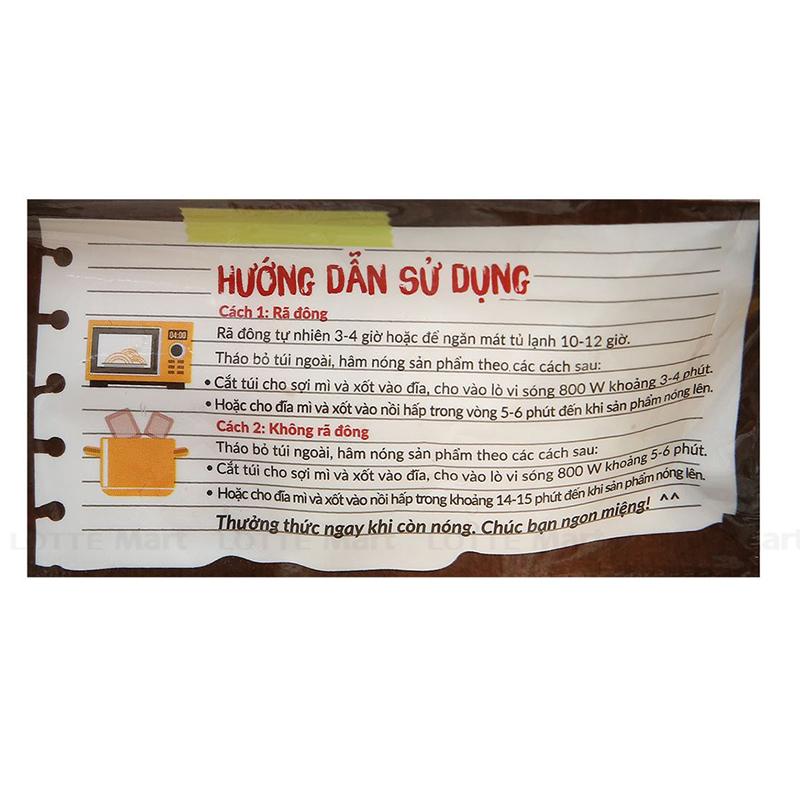 HƯỚNG DẪN SỬ DỤNG
Cách 1: Rã đông
04:00
Rã đông tự nhiên 3-4 giờ hoặc để ngăn mát tủ lạnh 10-12 giờ.
Tháo bỏ túi ngoài, hâm nóng sản phẩm theo các cách sau:
• Cắt túi cho sợi mì và xốt vào đĩa, cho vào lò vi sóng 800 W khoảng 3-4 phút.
• Hoặc cho đĩa mì và xốt vào nồi hấp trong vòng 5-6 phút đến khi sản phẩm nóng lên.
Cách 2: Không rã đông
Tháo bỏ túi ngoài, hâm nóng sản phẩm theo các cách sau:
• Cắt túi cho sợi mì và xốt vào đĩa, cho vào lò vi sóng 800 W khoảng 5-6 phút.
• Hoặc cho đĩa mì và xốt vào nồi hấp trong khoảng 14-15 phút đến khi sản phẩm nóng lên.
Thưởng thức ngay khi còn nóng. Chúc bạn ngon miệng! ^^
LOTTE Mart LOTTE Mart LOTTE Mart art